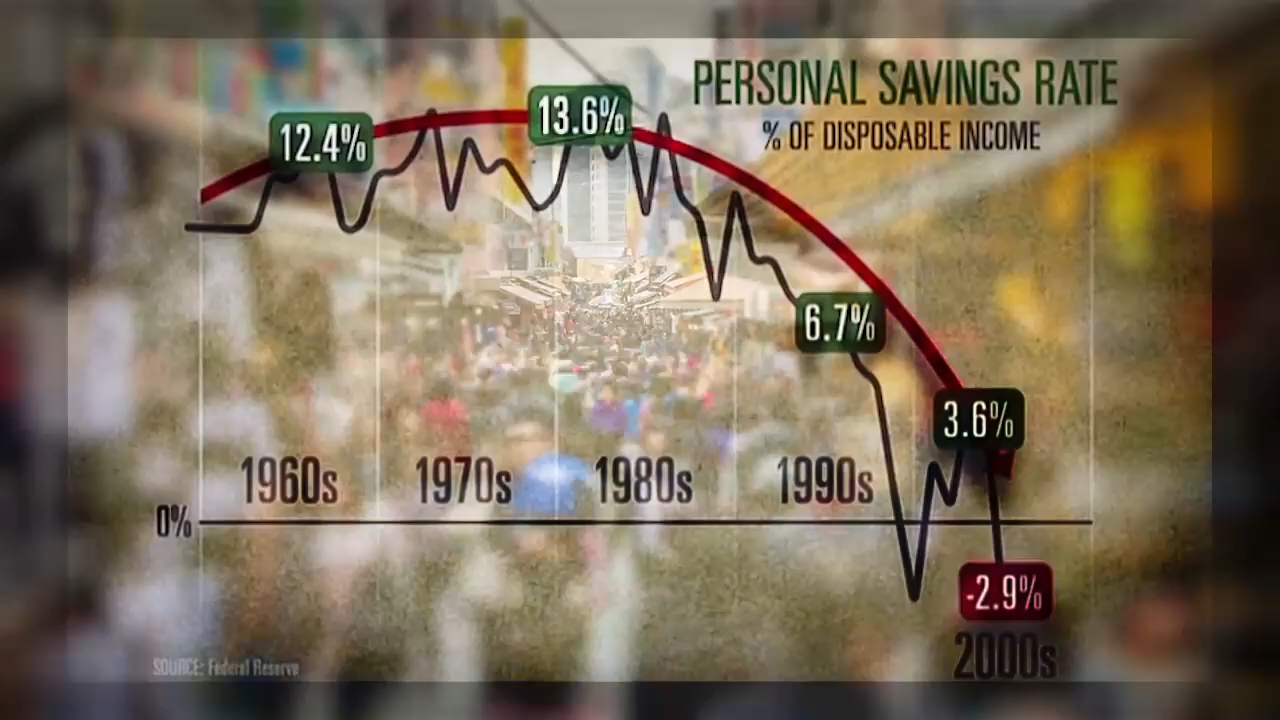 PERSONAL SAVINGS RATE
% OF DISPOSABLE INCOME
12.4%
13.6%
6.7%
3.6%
1960s
1970s
1980s
1990s
0%
-2.9%
2000s
SOURCE: Federal Reserve